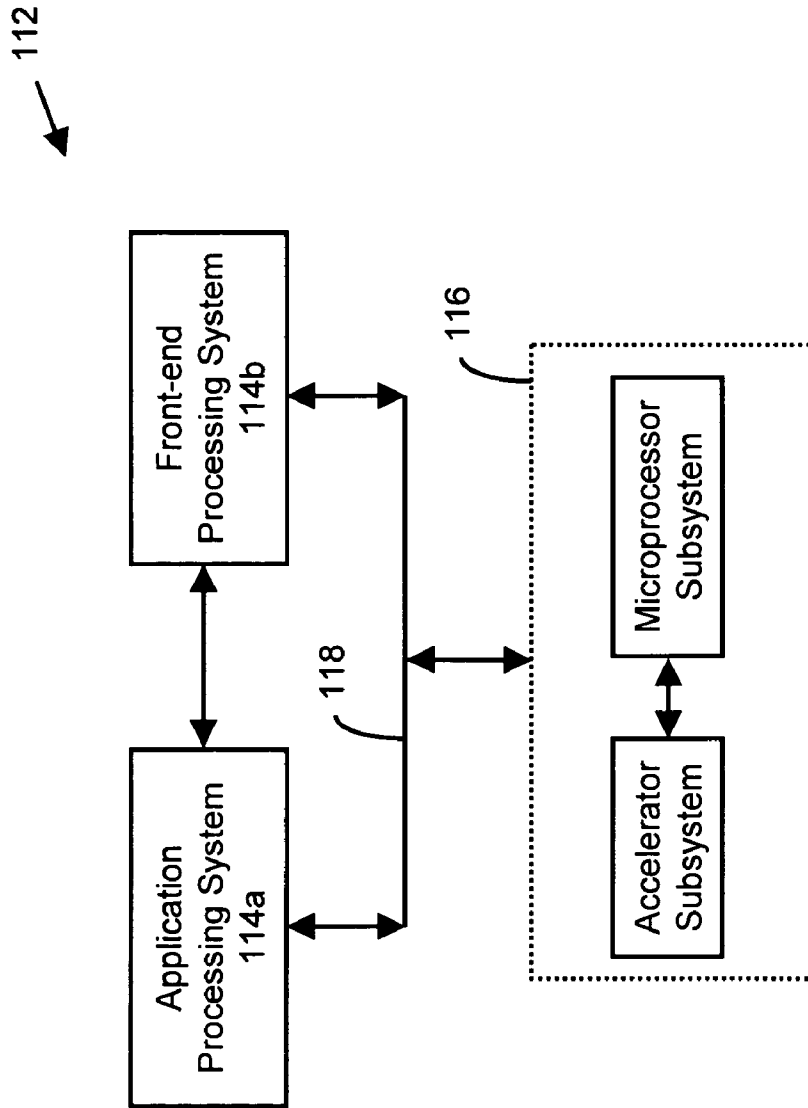 112
Application
Processing System
114a
Front-end
Processing System
114b
118
116
Accelerator
Subsystem
Microprocessor
Subsystem